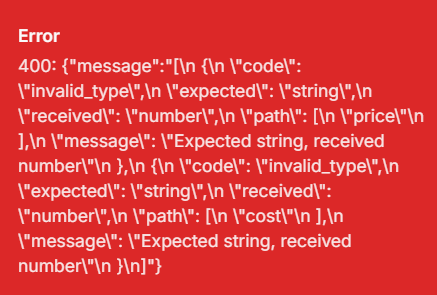 Error
400: {"message":"[\n {\n \"code\":
\"invalid_type\",\n \"expected\": \"string\",\n
\"received\": \"number\",\n \"path\": [\n \"price\"\n
],\n \"message\": \"Expected string, received
number\"\n },\n {\n \"code\": \"invalid_type\",\n
\"expected\": \"string\",\n \"received\":
\"number\",\n \"path\": [\n \"cost\"\n ],\n
\"message\": \"Expected string, received
number\"\n }\n]"}